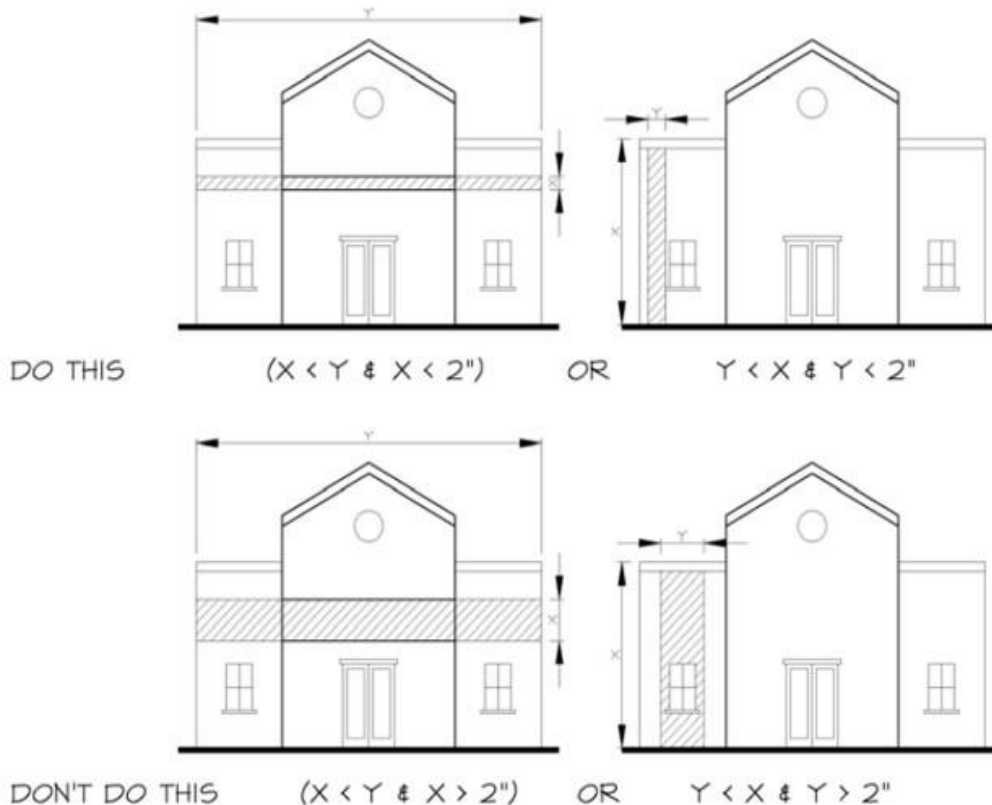 Y
Y
X
X
DO THIS (X < Y & X < 2") OR Y < X & Y < 2"
Y
Y
X
X
DON'T DO THIS (X < Y & X > 2") OR Y < X & Y > 2"